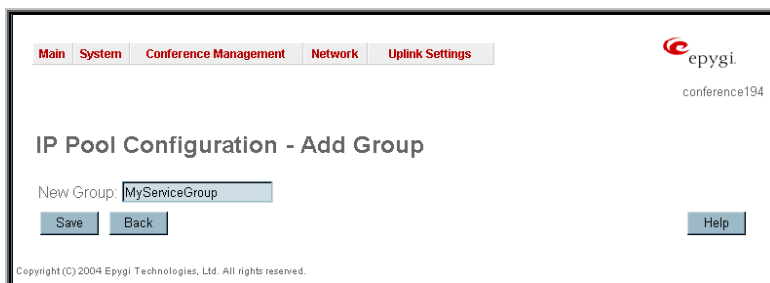 Main System Conference Management Network Uplink Settings
epygi.
conference194
IP Pool Configuration - Add Group
New Group: MyServiceGroup
Save Back Help
Copyright (C) 2004 Epygi Technologies, Ltd. All rights reserved.